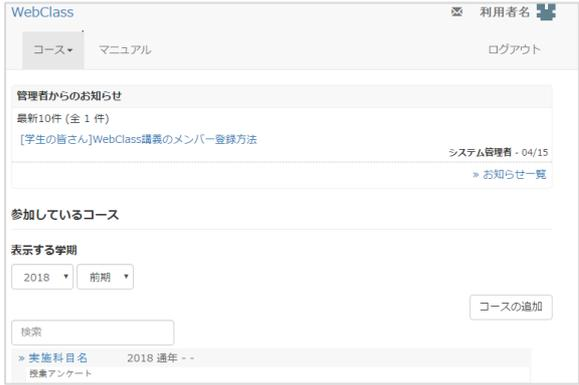 WebClass
利用者名
コース
マニュアル
ログアウト
管理者からのお知らせ
最新10件 (全 1 件)
[学生の皆さん]WebClass講義のメンバー登録方法
システム管理者 - 04/15
» お知らせ一覧
参加しているコース
表示する学期
2018 前期
コースの追加
検索
» 実施科目名 2018 通年 - -
授業アンケート